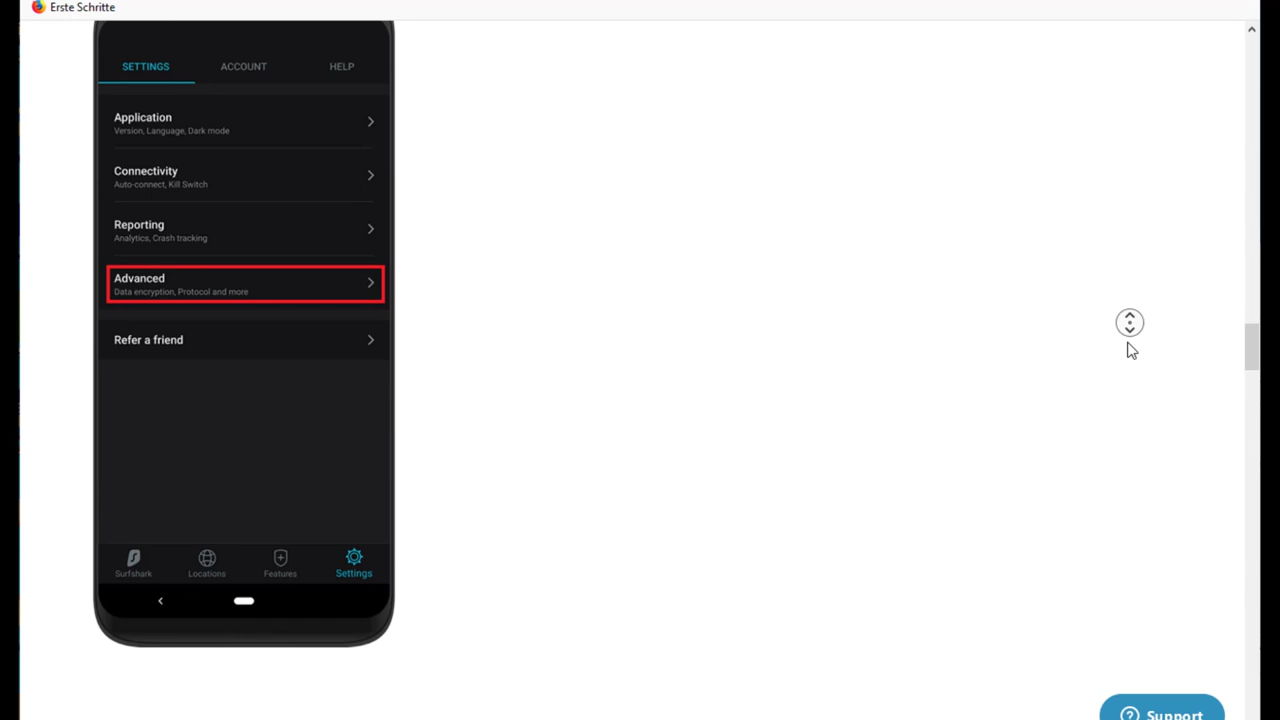 Erste Schritte
SETTINGS ACCOUNT HELP
Application
Version, Language, Dark mode
Connectivity
Auto-connect, Kill Switch
Reporting
Analytics, Crash tracking
Advanced
Data encryption, Protocol and more
Refer a friend
Surfshark Locations Features Settings
Support